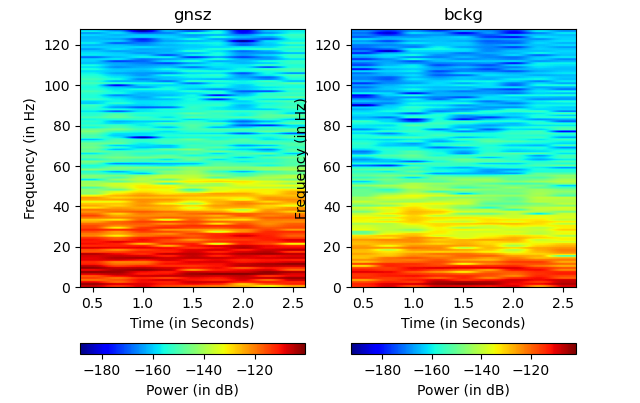 gnsz
bckg
120
100
80
60
40
20
0
Frequency (in Hz)
120
100
80
60
40
20
0
Frequency (in Hz)
0.5 1.0 1.5 2.0 2.5
0.5 1.0 1.5 2.0 2.5
Time (in Seconds)
Time (in Seconds)
−180 −160 −140 −120
−180 −160 −140 −120
Power (in dB)
Power (in dB)